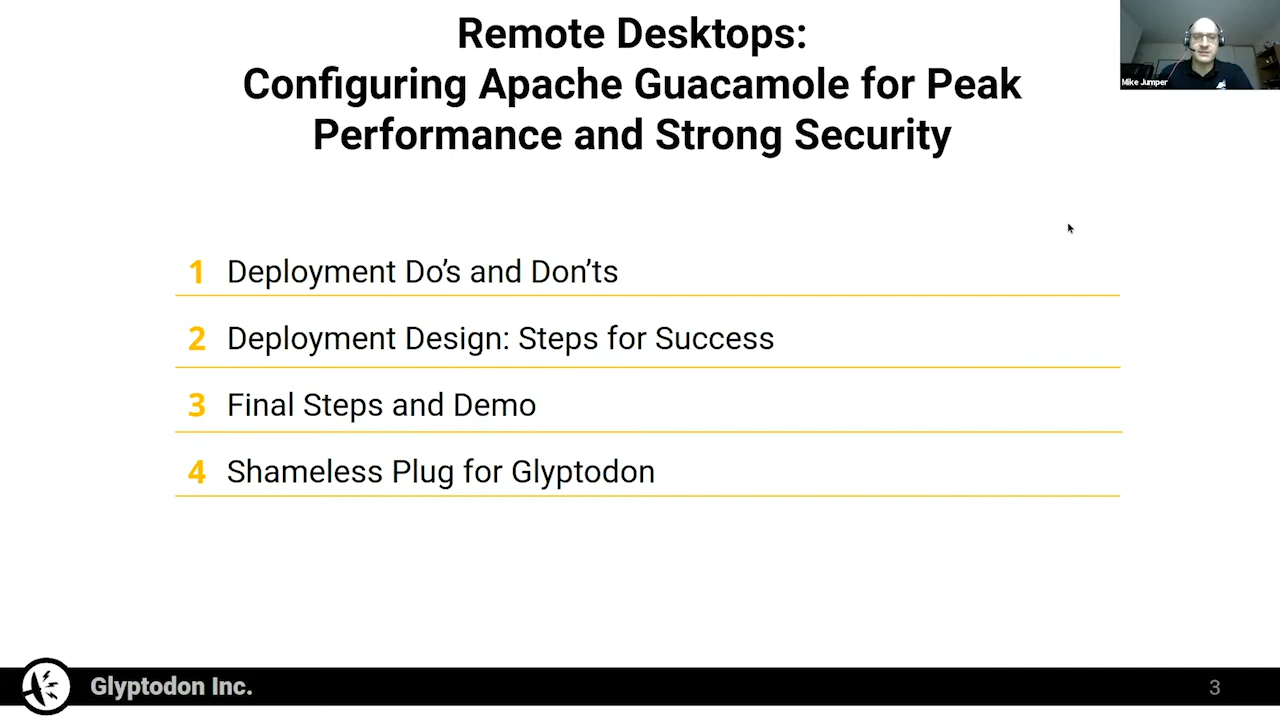 Remote Desktops:
Configuring Apache Guacamole for Peak
Performance and Strong Security
Mike Jumper
1 Deployment Do’s and Don’ts
2 Deployment Design: Steps for Success
3 Final Steps and Demo
4 Shameless Plug for Glyptodon
Glyptodon Inc.
3